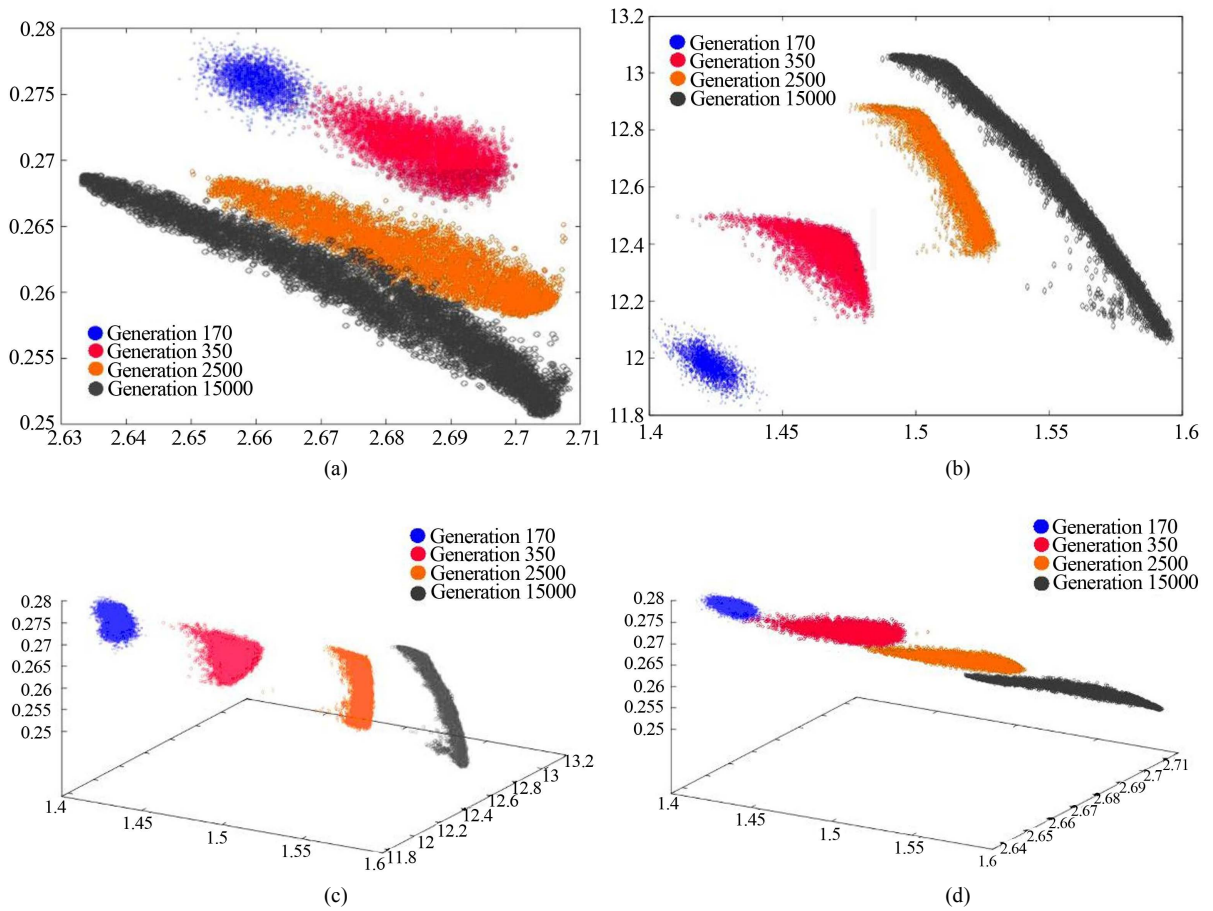 0.28
0.275
0.27
0.265
0.26
0.255
0.25
Generation 170
Generation 350
Generation 2500
Generation 15000
2.63 2.64 2.65 2.66 2.67 2.68 2.69 2.7 2.71
(a)
13.2
13
12.8
12.6
12.4
12.2
12
11.8
Generation 170
Generation 350
Generation 2500
Generation 15000
1.4 1.45 1.5 1.55 1.6
(b)
Generation 170
Generation 350
Generation 2500
Generation 15000
0.28
0.275
0.27
0.265
0.26
0.255
0.25
1.4 1.45 1.5 1.55 1.6
11.8 12 12.2 12.4 12.6 12.8 13 13.2
(c)
Generation 170
Generation 350
Generation 2500
Generation 15000
0.28
0.275
0.27
0.265
0.26
0.255
0.25
1.4 1.45 1.5 1.55 1.6
2.64 2.65 2.66 2.67 2.68 2.69 2.7 2.71
(d)